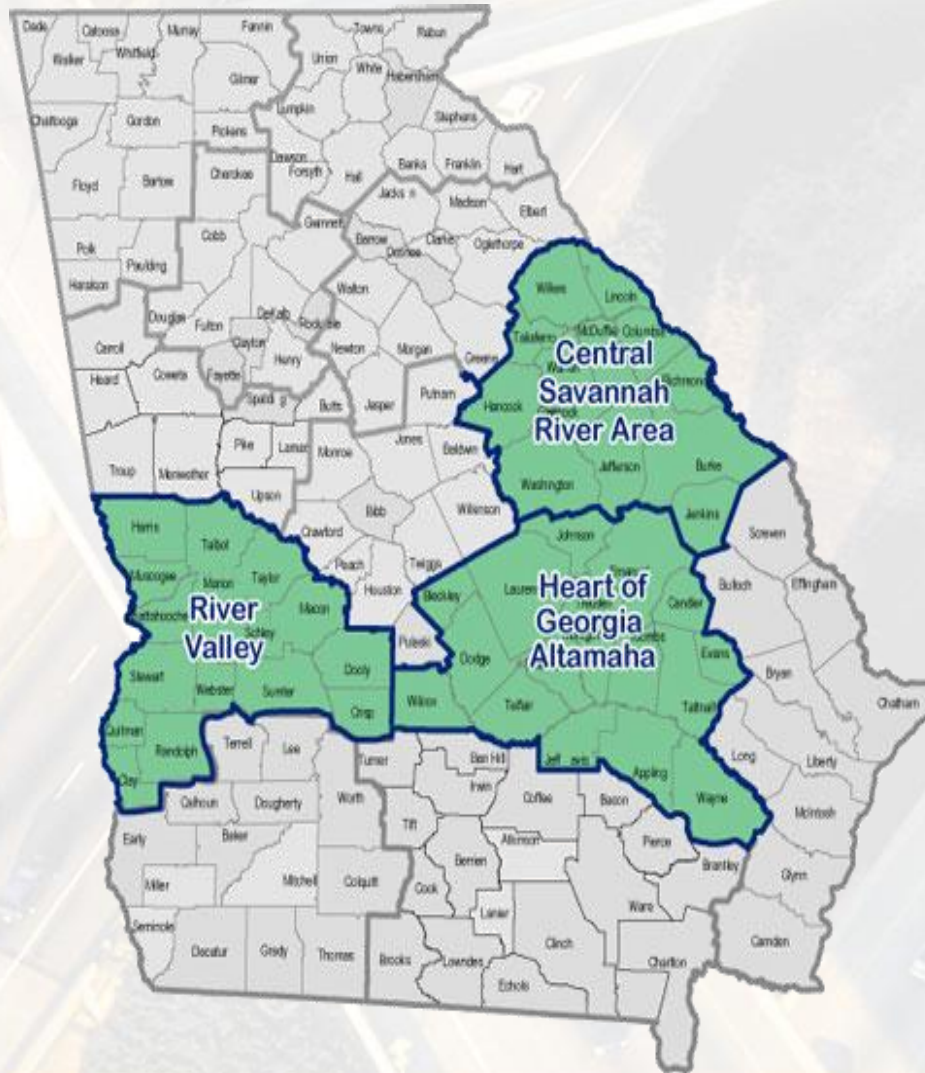 Dade
Catoosa
Murray
Fannin
Towns
Rabun
Union
Walker
Whitfield
White
Habersham
Gilmer
Lumpkin
Stephens
Chattooga
Gordon
Pickens
Dawson
Banks
Franklin
Hart
Floyd
Bartow
Cherokee
Forsyth
Hall
Jacks n
Madison
Elbert
Polk
Cobb
Gwinnett
Barrow
Clarke
Oglethorpe
Paulding
Haralson
Walton
Wilkes
Lincoln
Douglas
Fulton
DeKalb
Newton
Morgan
Greene
Taliaferro
McDuffie
Columbia
Carroll
Clayton
Henry
Central
Savannah
River Area
Richmond
Heard
Coweta
Fayette
Spaldi g
Butts
Jasper
Putnam
Hancock
Pike
Lamar
Monroe
Jones
Baldwin
Jefferson
Burke
Troup
Meriwether
Upson
Bibb
Wilkinson
Washington
Jenkins
Screven
Harris
Talbot
Crawford
Johnson
Muscogee
Marion
Taylor
Peach
Twiggs
Houston
Macon
Bleckley
Bulloch
Effingham
River
Valley
Heart of
Georgia
Altamaha
Candler
Schley
Pulaski
Dodge
Evans
Bryan
Stewart
Webster
Sumter
Dooly
Crisp
Wilcox
Telfair
Tattnall
Chatham
Quitman
Randolph
Terrell
Lee
Turner
Ben Hill
Jeff avis
Appling
Wayne
Long
Liberty
Clay
Calhoun
Dougherty
Worth
Irwin
Coffee
Bacon
McIntosh
Early
Baker
Tift
Atkinson
Pierce
Brantley
Miller
Mitchell
Colquitt
Berrien
Cook
Ware
Glynn
Seminole
Lanier
Clinch
Camden
Decatur
Grady
Thomas
Brooks
Lowndes
Echols
Charlton